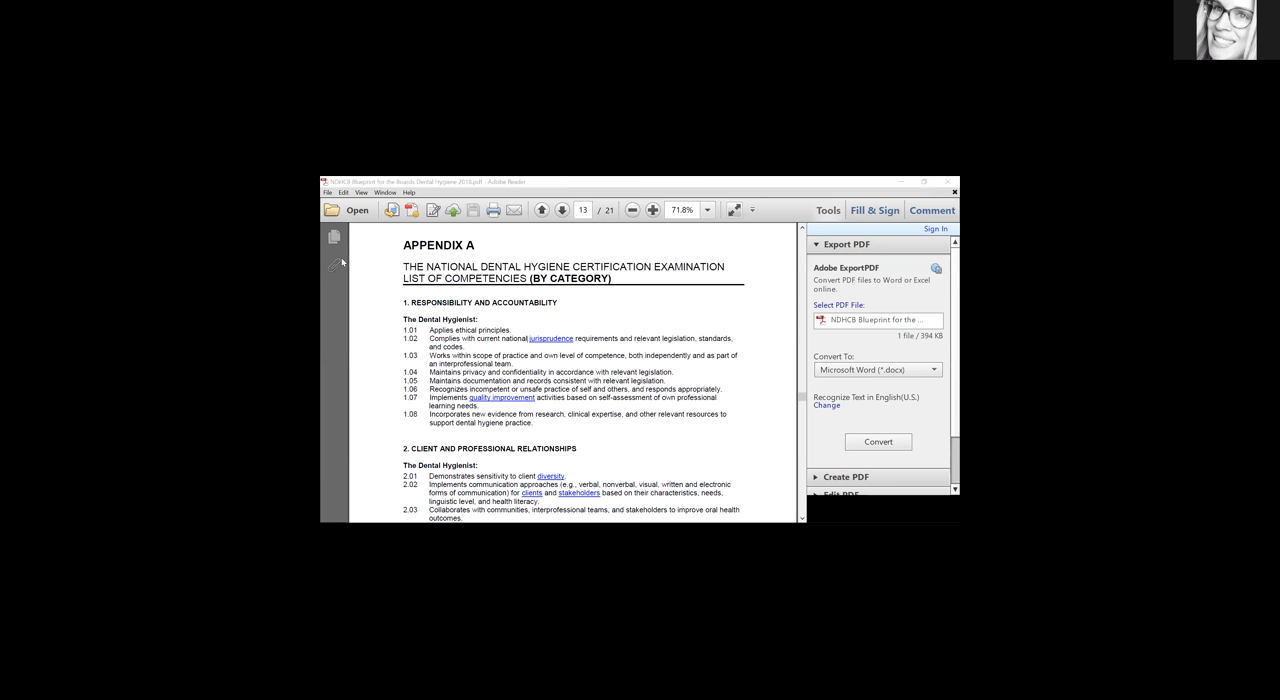 NDHCB Blueprint for the Boards Dental Hygiene 2018.pdf - Adobe Reader
File Edit View Window Help
Open 13 / 21 71.8% Tools Fill & Sign Comment
Sign In
APPENDIX A
THE NATIONAL DENTAL HYGIENE CERTIFICATION EXAMINATION
LIST OF COMPETENCIES (BY CATEGORY)
1. RESPONSIBILITY AND ACCOUNTABILITY
The Dental Hygienist:
1.01 Applies ethical principles.
1.02 Complies with current national jurisprudence requirements and relevant legislation, standards,
and codes.
1.03 Works within scope of practice and own level of competence, both independently and as part of
an interprofessional team.
1.04 Maintains privacy and confidentiality in accordance with relevant legislation.
1.05 Maintains documentation and records consistent with relevant legislation.
1.06 Recognizes incompetent or unsafe practice of self and others, and responds appropriately.
1.07 Implements quality improvement activities based on self-assessment of own professional
learning needs.
1.08 Incorporates new evidence from research, clinical expertise, and other relevant resources to
support dental hygiene practice.
2. CLIENT AND PROFESSIONAL RELATIONSHIPS
The Dental Hygienist:
2.01 Demonstrates sensitivity to client diversity.
2.02 Implements communication approaches (e.g., verbal, nonverbal, visual, written and electronic
forms of communication) for clients and stakeholders based on their characteristics, needs,
linguistic level, and health literacy.
2.03 Collaborates with communities, interprofessional teams, and stakeholders to improve oral health
outcomes.
Export PDF
Adobe ExportPDF
Convert PDF files to Word or Excel
online.
Select PDF File:
NDHCB Blueprint for the ...
1 file / 394 KB
Convert To:
Microsoft Word (*.docx)
Recognize Text in English(U.S.)
Change
Convert
Create PDF
Edit PDF